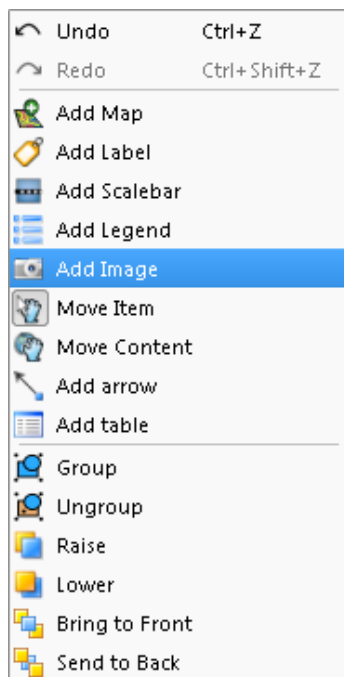 Undo Ctrl+Z
Redo Ctrl+Shift+Z
Add Map
Add Label
Add Scalebar
Add Legend
Add Image
Move Item
Move Content
Add arrow
Add table
Group
Ungroup
Raise
Lower
Bring to Front
Send to Back